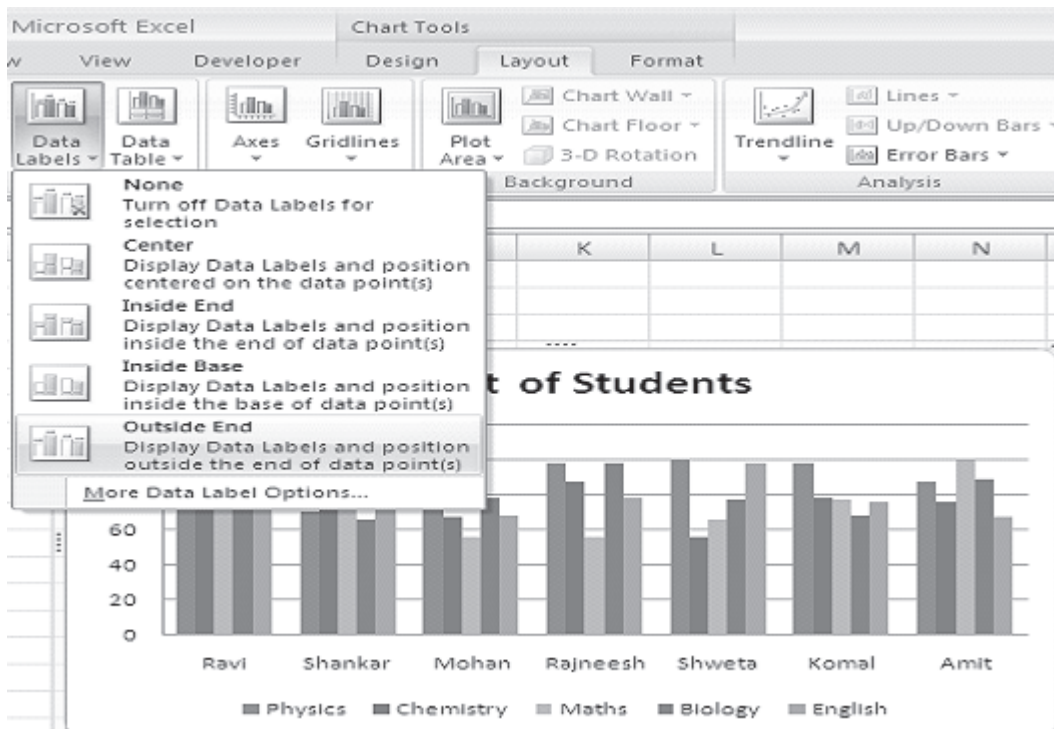 Microsoft Excel
Chart Tools
w View Developer Design Layout Format
Data Labels
Data Table
Axes
Gridlines
Plot Area
Chart Wall
Chart Floor
3-D Rotation
Trendline
Lines
Up/Down Bars
Error Bars
Background
Analysis
None
Turn off Data Labels for
selection
Center
Display Data Labels and position
centered on the data point(s)
Inside End
Display Data Labels and position
inside the end of data point(s)
Inside Base
Display Data Labels and position
inside the base of data point(s)
Outside End
Display Data Labels and position
outside the end of data point(s)
More Data Label Options...
K L M N
t of Students
60
40
20
0
Ravi Shankar Mohan Rajneesh Shweta Komal Amit
Physics Chemistry Maths Biology English